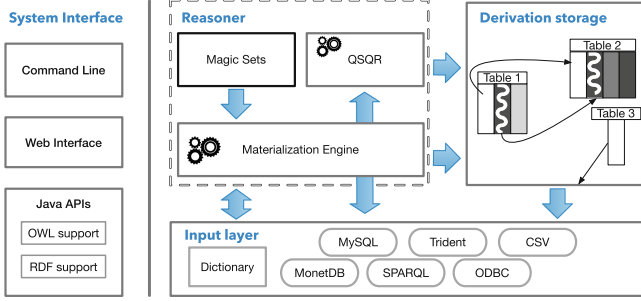 System Interface
Command Line
Web Interface
Java APIs
OWL support
RDF support
Reasoner
Magic Sets
QSQR
Materialization Engine
Derivation storage
Table 1
Table 2
Table 3
Input layer
Dictionary
MySQL
Trident
CSV
MonetDB
SPARQL
ODBC